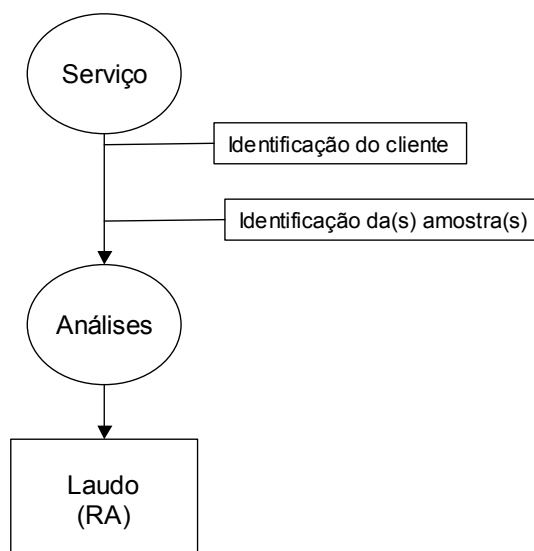 Serviço
Identificação do cliente
Identificação da(s) amostra(s)
Análises
Laudo
(RA)